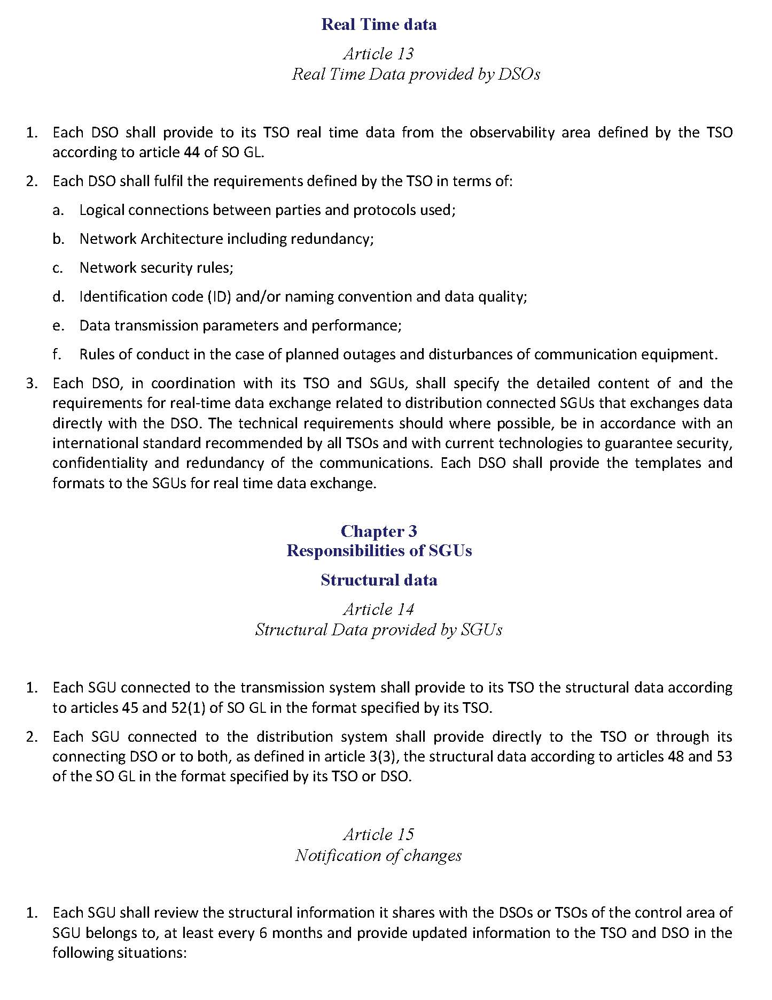 Real Time data
Article 13
Real Time Data provided by DSOs
1. Each DSO shall provide to its TSO real time data from the observability area defined by the TSO
according to article 44 of SO GL.
2. Each DSO shall fulfil the requirements defined by the TSO in terms of:
a. Logical connections between parties and protocols used;
b. Network Architecture including redundancy;
c. Network security rules;
d. Identification code (ID) and/or naming convention and data quality;
e. Data transmission parameters and performance;
f. Rules of conduct in the case of planned outages and disturbances of communication equipment.
3. Each DSO, in coordination with its TSO and SGUs, shall specify the detailed content of and the
requirements for real-time data exchange related to distribution connected SGUs that exchanges data
directly with the DSO. The technical requirements should where possible, be in accordance with an
international standard recommended by all TSOs and with current technologies to guarantee security,
confidentiality and redundancy of the communications. Each DSO shall provide the templates and
formats to the SGUs for real time data exchange.
Chapter 3
Responsibilities of SGUs
Structural data
Article 14
Structural Data provided by SGUs
1. Each SGU connected to the transmission system shall provide to its TSO the structural data according
to articles 45 and 52(1) of SO GL in the format specified by its TSO.
2. Each SGU connected to the distribution system shall provide directly to the TSO or through its
connecting DSO or to both, as defined in article 3(3), the structural data according to articles 48 and 53
of the SO GL in the format specified by its TSO or DSO.
Article 15
Notification of changes
1. Each SGU shall review the structural information it shares with the DSOs or TSOs of the control area of
SGU belongs to, at least every 6 months and provide updated information to the TSO and DSO in the
following situations: